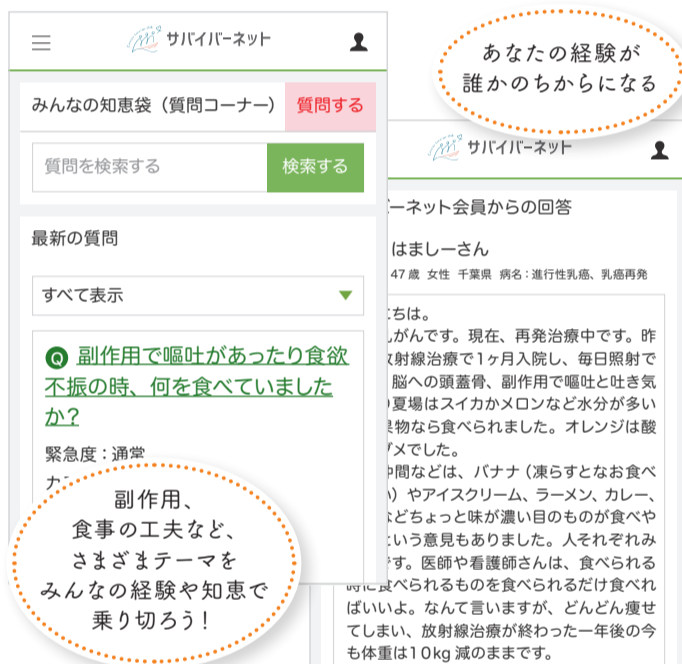 サバイバーネット
みんなの知恵袋（質問コーナー）
質問する
質問を検索する
検索する
最新の質問
すべて表示
Q 副作用で嘔吐があったり食欲
不振の時、何を食べていました
か?
緊急度：通常
副作用、
食事の工夫など、
さまざまテーマを
みんなの経験や知恵で
乗り切ろう！
あなたの経験が
誰かのちからになる
サバイバーネット
ーネット会員からの回答
はましーさん
47歳 女性 千葉県 病名：進行性乳癌、乳癌再発
ちは。
がんです。現在、再発治療中です。昨
射線治療で1ヶ月入院し、毎日照射で
脳への頭蓋骨、副作用で嘔吐と吐き気
夏場はスイカかメロンなど水分が多い
物なら食べられました。オレンジは酸
ダメでした。
間などは、バナナ（凍らすとなお食べ
）やアイスクリーム、ラーメン、カレー、
どちょっと味が濃い目のものが食べや
という意見もありました。人それぞれみ
です。医師や看護師さんは、食べられる
時に食べられるものを食べられるだけ食べれ
ばいいよ。なんて言いますが、どんどん痩せ
てしまい、放射線治療が終わった一年後の今
も体重は10kg減のままです。